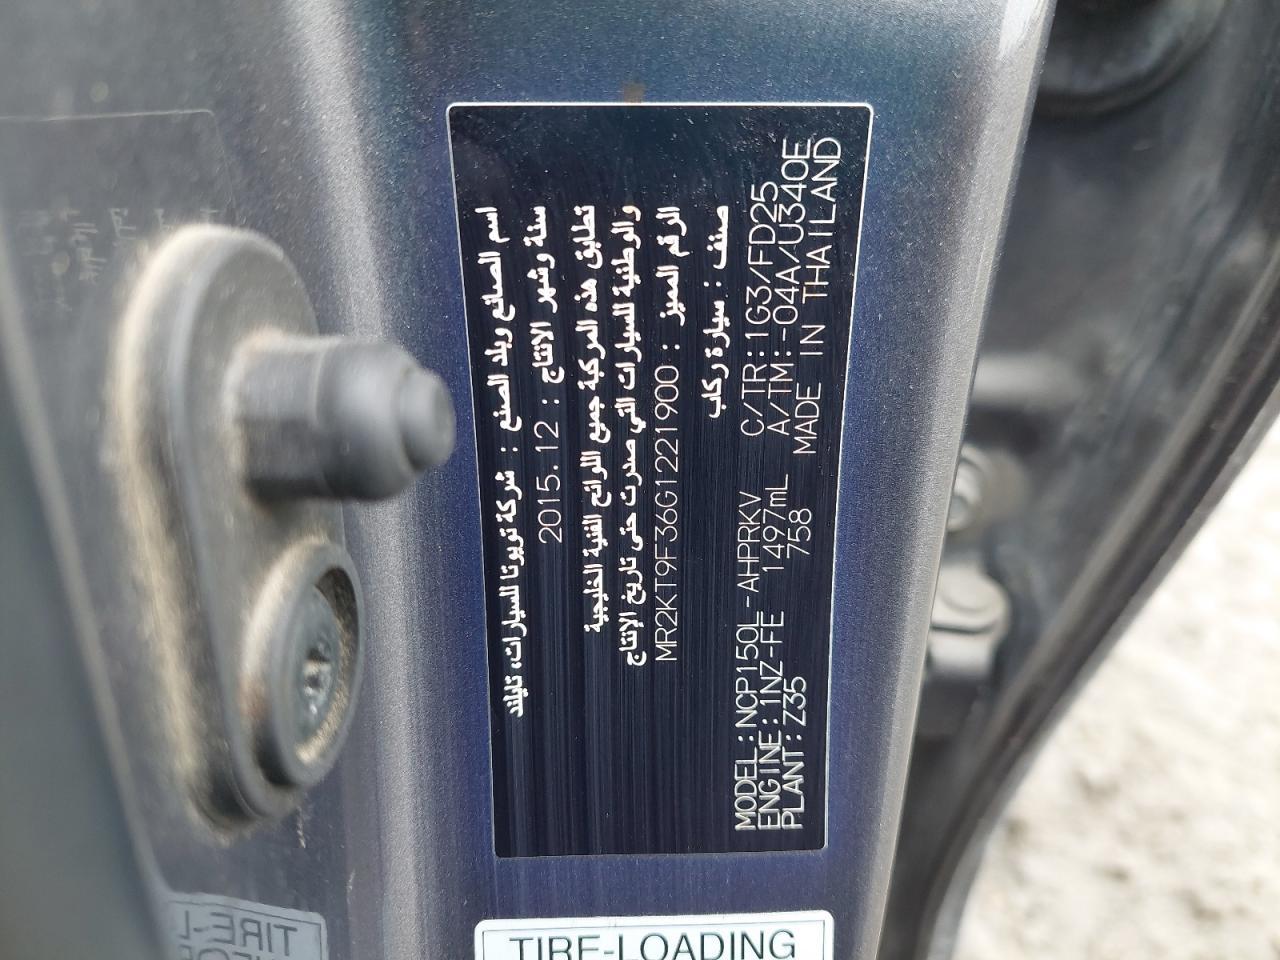 اسم الصانع وبلد الصنع : شركة تويوتا للسيارات، تايلند
سنة وشهر الانتاج : 2015.12
تطابق هذه المركبة جميع اللوائح الفنية الخليجية
والوطنية للسيارات التي صدرت حتى تاريخ الإنتاج
الرقم المميز : MR2KT9F36G1221900
صنف : سيارة ركاب
MODEL:NCP150L-AHPRKV C/TR:1G3/FD25
ENGINE:1NZ-FE 1497mL A/TM:-04A/U340E
PLANT:Z35 758 MADE IN THAILAND
TIRE-LOADING
TIRE-L